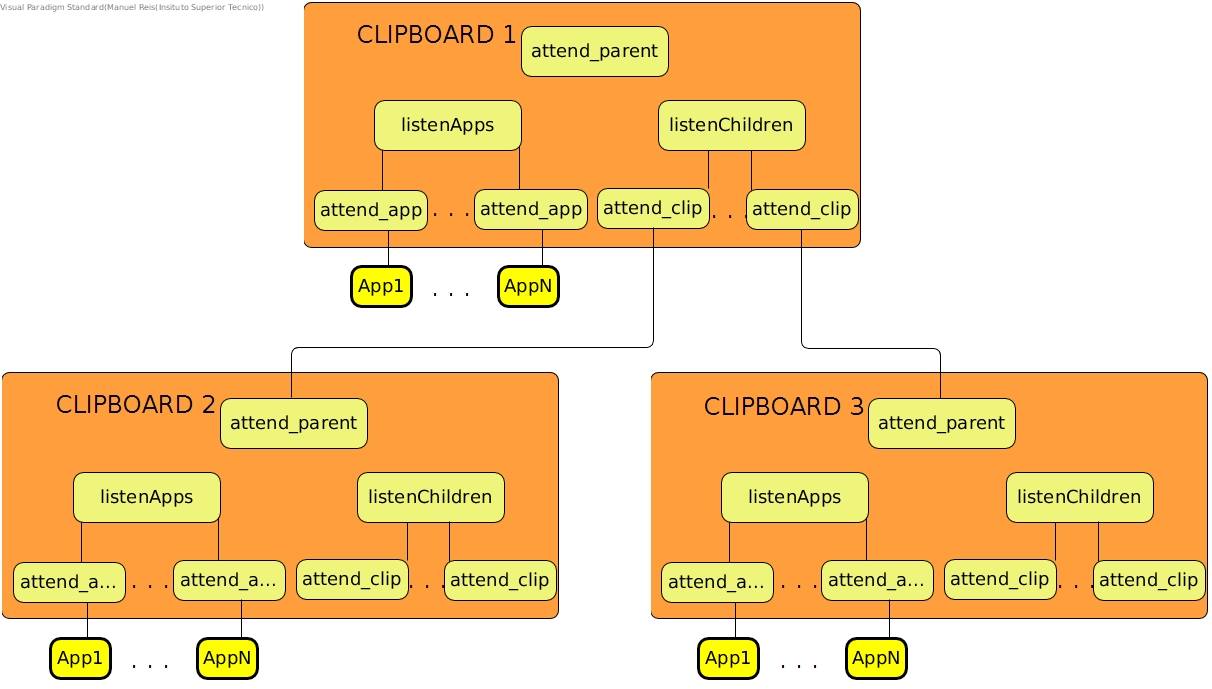 Visual Paradigm Standard(Manuel Reis(Insituto Superior Tecnico))
CLIPBOARD 1
attend_parent
listenApps
listenChildren
attend_app . . . attend_app
attend_clip . . . attend_clip
App1 . . . AppN
CLIPBOARD 2
attend_parent
listenApps
listenChildren
attend_a... . . . attend_a...
attend_clip . . . attend_clip
App1 . . . AppN
CLIPBOARD 3
attend_parent
listenApps
listenChildren
attend_a... . . . attend_a...
attend_clip . . . attend_clip
App1 . . . AppN